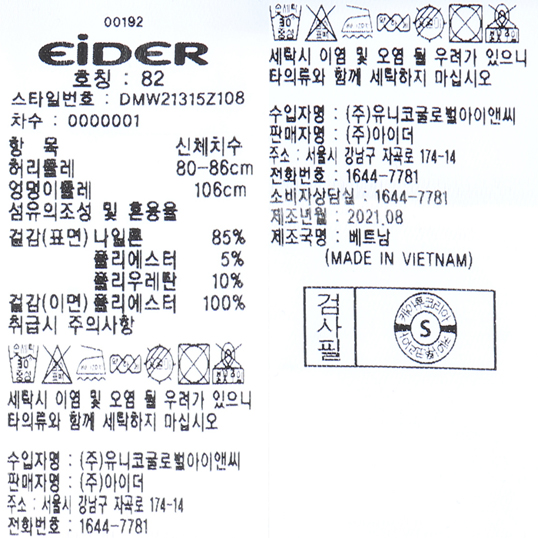 00192
EIDER
호칭 : 82
스타일번호 : DMW21315Z108
차수 : 0000001
항 목 신체치수
허리둘레 80-86cm
엉덩이둘레 106cm
섬유의조성 및 혼용율
겉감(표면) 나일론 85%
폴리에스터 5%
폴리우레탄 10%
겉감(이면) 폴리에스터 100%
취급시 주의사항
세탁시 이염 및 오염 될 우려가 있으니
타의류와 함께 세탁하지 마십시오
수입자명 : (주)유니코글로벌아이앤씨
판매자명 : (주)아이더
주소 : 서울시 강남구 자곡로 174-14
전화번호 : 1644-7781
세탁시 이염 및 오염 될 우려가 있으니
타의류와 함께 세탁하지 마십시오
수입자명 : (주)유니코글로벌아이앤씨
판매자명 : (주)아이더
주소 : 서울시 강남구 자곡로 174-14
전화번호 : 1644-7781
소비자상담실 : 1644-7781
제조년월 : 2021.08
제조국명 : 베트남
(MADE IN VIETNAM)
검사필
S